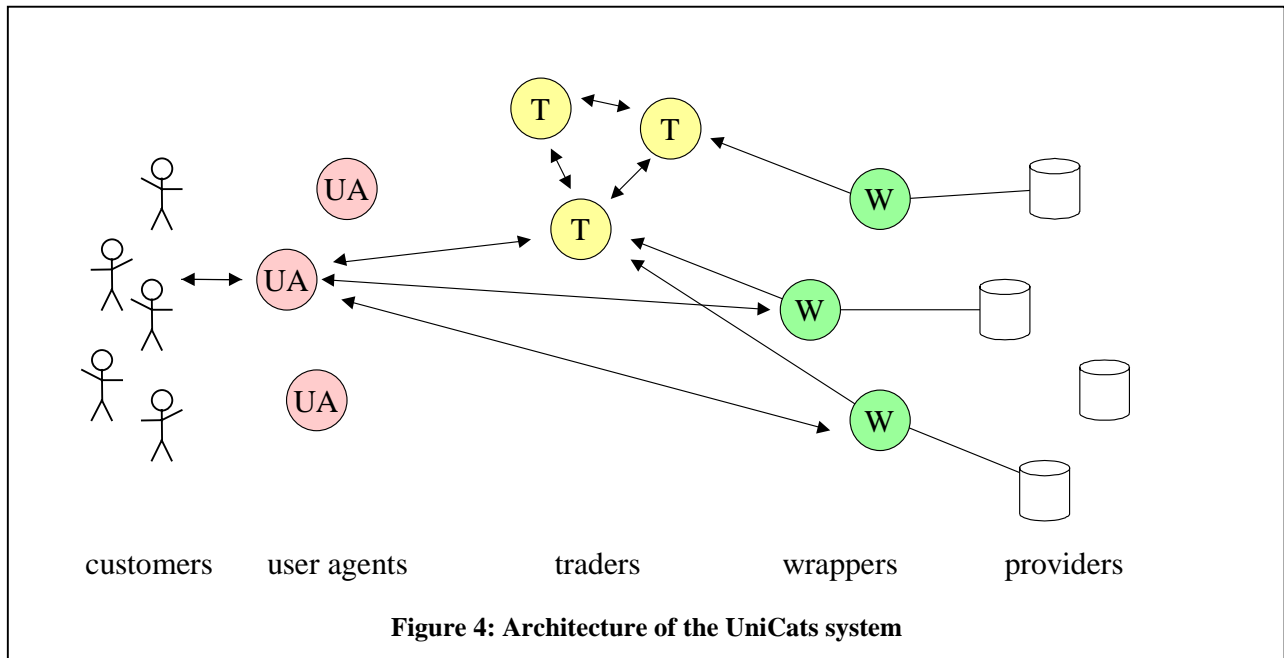 T
T
UA
W
T
UA
W
UA
W
customers user agents traders wrappers providers
Figure 4: Architecture of the UniCats system